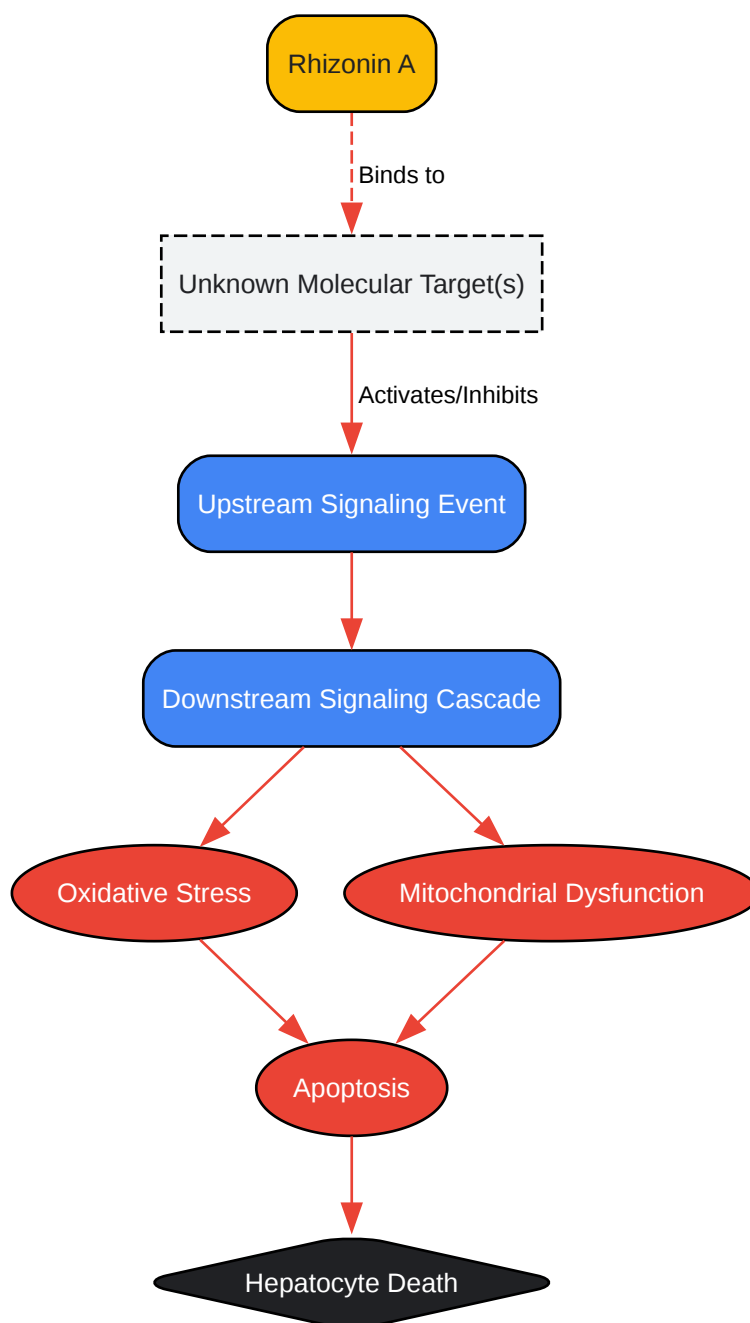 Rhizonin A
Binds to
Unknown Molecular Target(s)
Activates/Inhibits
Upstream Signaling Event
Downstream Signaling Cascade
Oxidative Stress
Mitochondrial Dysfunction
Apoptosis
Hepatocyte Death